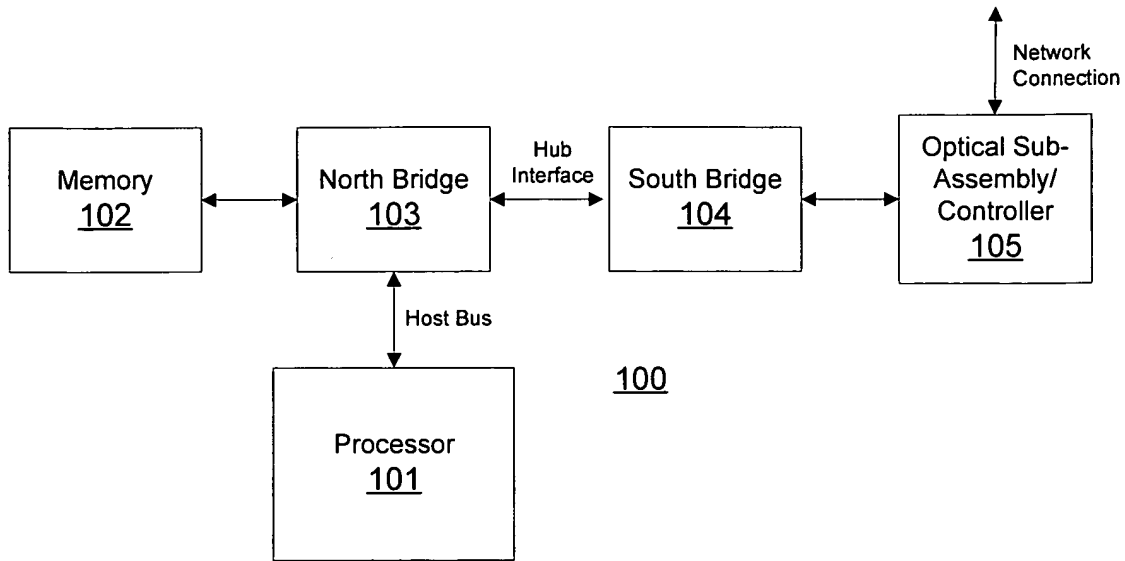 Network
Connection
Memory
102
North Bridge
103
Hub
Interface
South Bridge
104
Optical Sub-
Assembly/
Controller
105
Host Bus
100
Processor
101